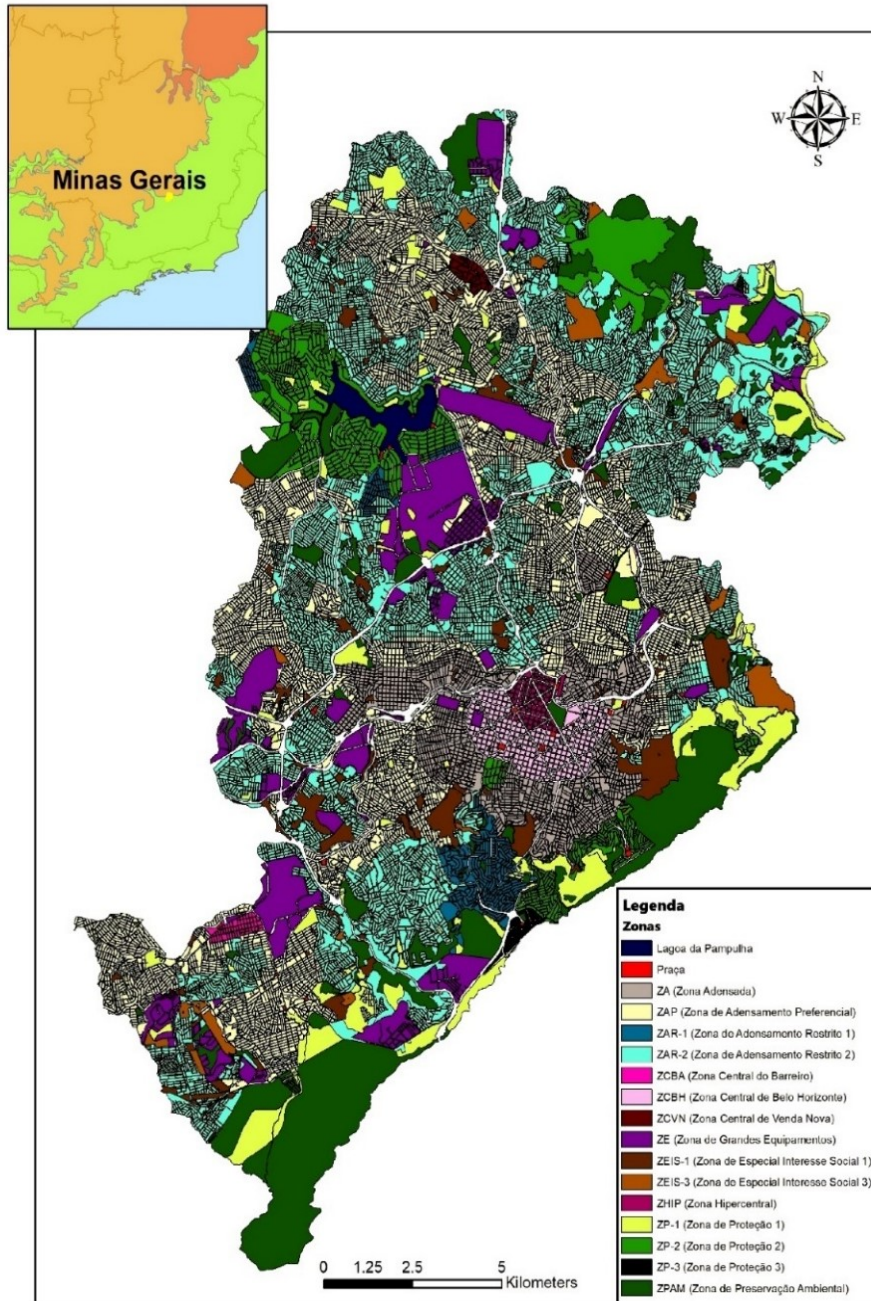 Minas Gerais
N
W E
S
Legenda
Zonas
Lagoa da Pampulha
Praça
ZA (Zona Adensada)
ZAP (Zona de Adensamento Preferencial)
ZAR-1 (Zona de Adensamento Restrito 1)
ZAR-2 (Zona de Adensamento Restrito 2)
ZCBA (Zona Central do Barreiro)
ZCBH (Zona Central de Belo Horizonte)
ZCVN (Zona Central de Venda Nova)
ZE (Zona de Grandes Equipamentos)
ZEIS-1 (Zona de Especial Interesse Social 1)
ZEIS-3 (Zona de Especial Interesse Social 3)
ZHIP (Zona Hipercentral)
ZP-1 (Zona de Proteção 1)
ZP-2 (Zona de Proteção 2)
ZP-3 (Zona de Proteção 3)
ZPAM (Zona de Preservação Ambiental)
0 1.25 2.5 5
Kilometers